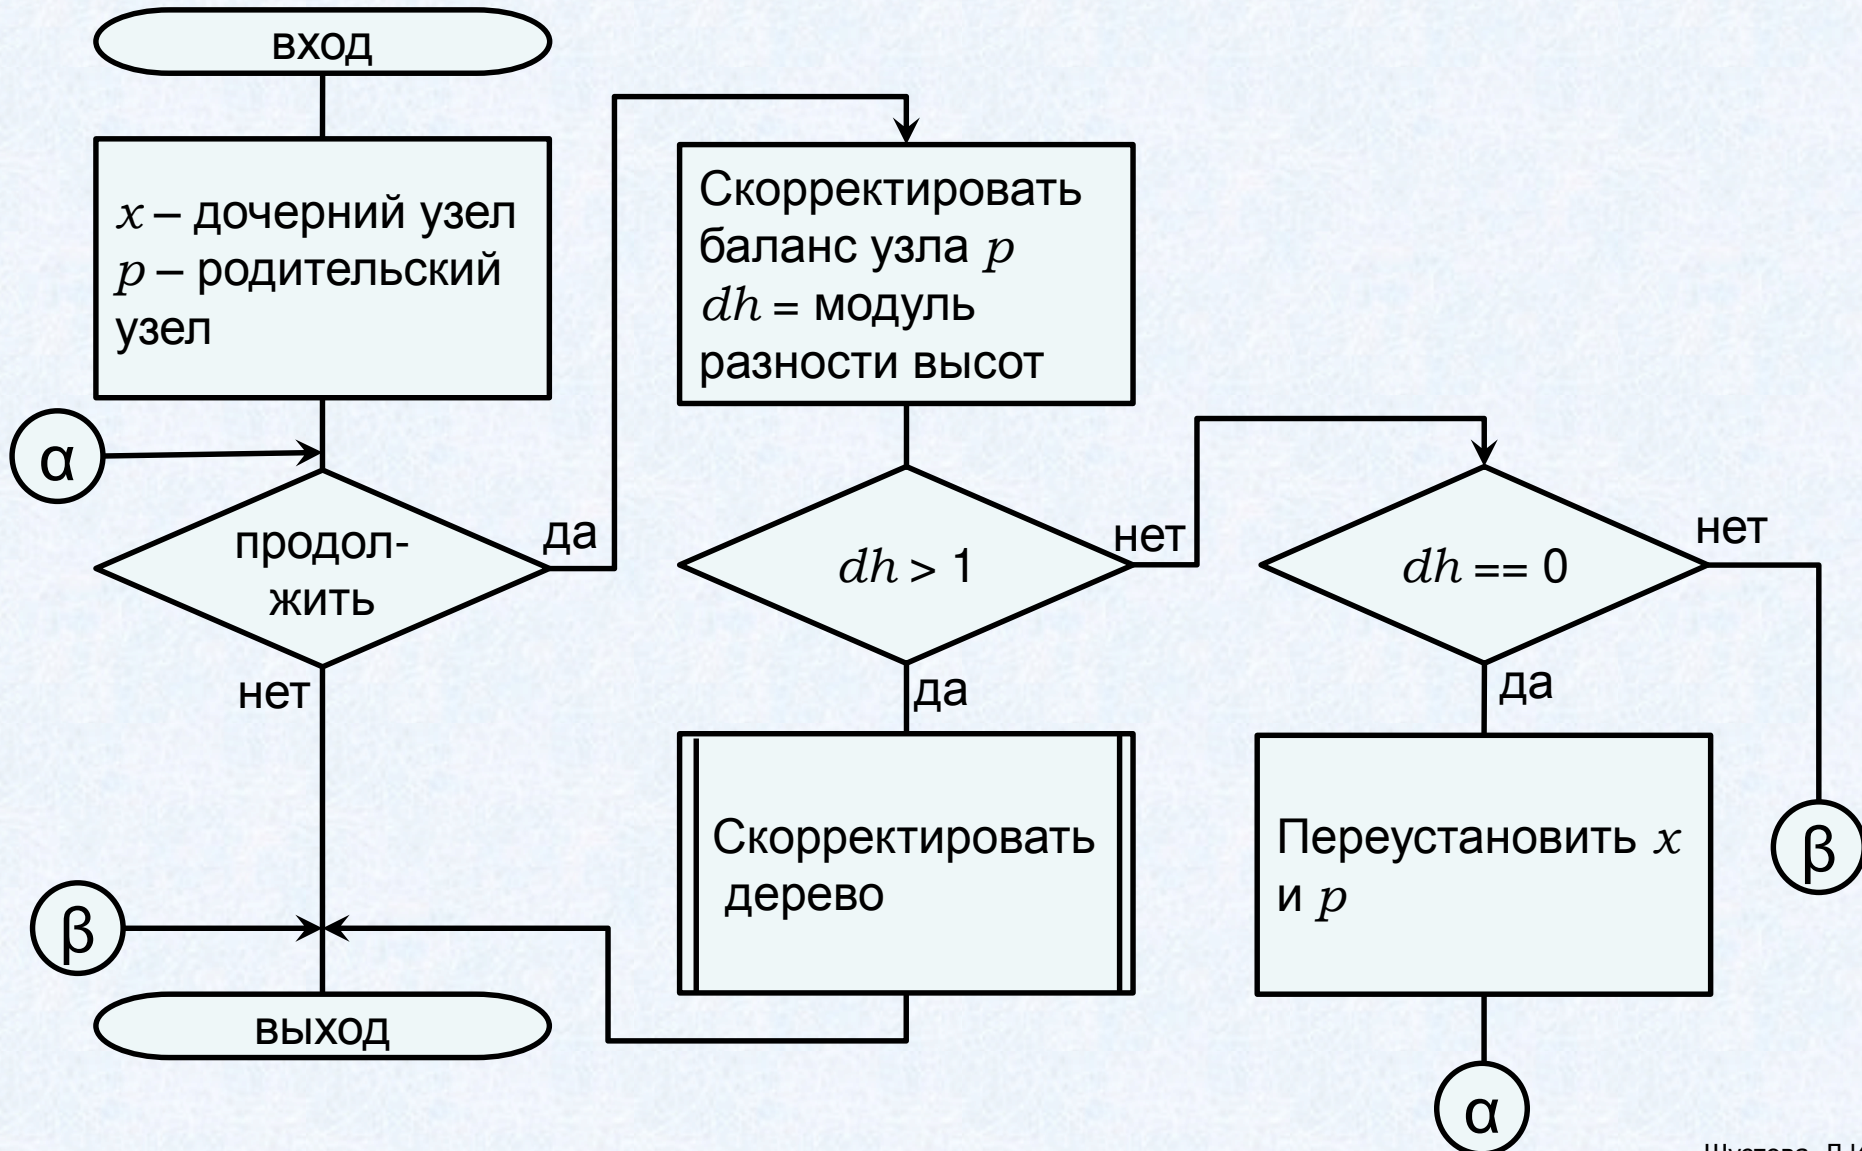 вход
x – дочерний узел
p – родительский
узел
α
продол-
жить
да
нет
β
выход
Скорректировать
баланс узла p
dh = модуль
разности высот
dh > 1
нет
да
Скорректировать
дерево
dh == 0
нет
да
Переустановить x
и p
β
α